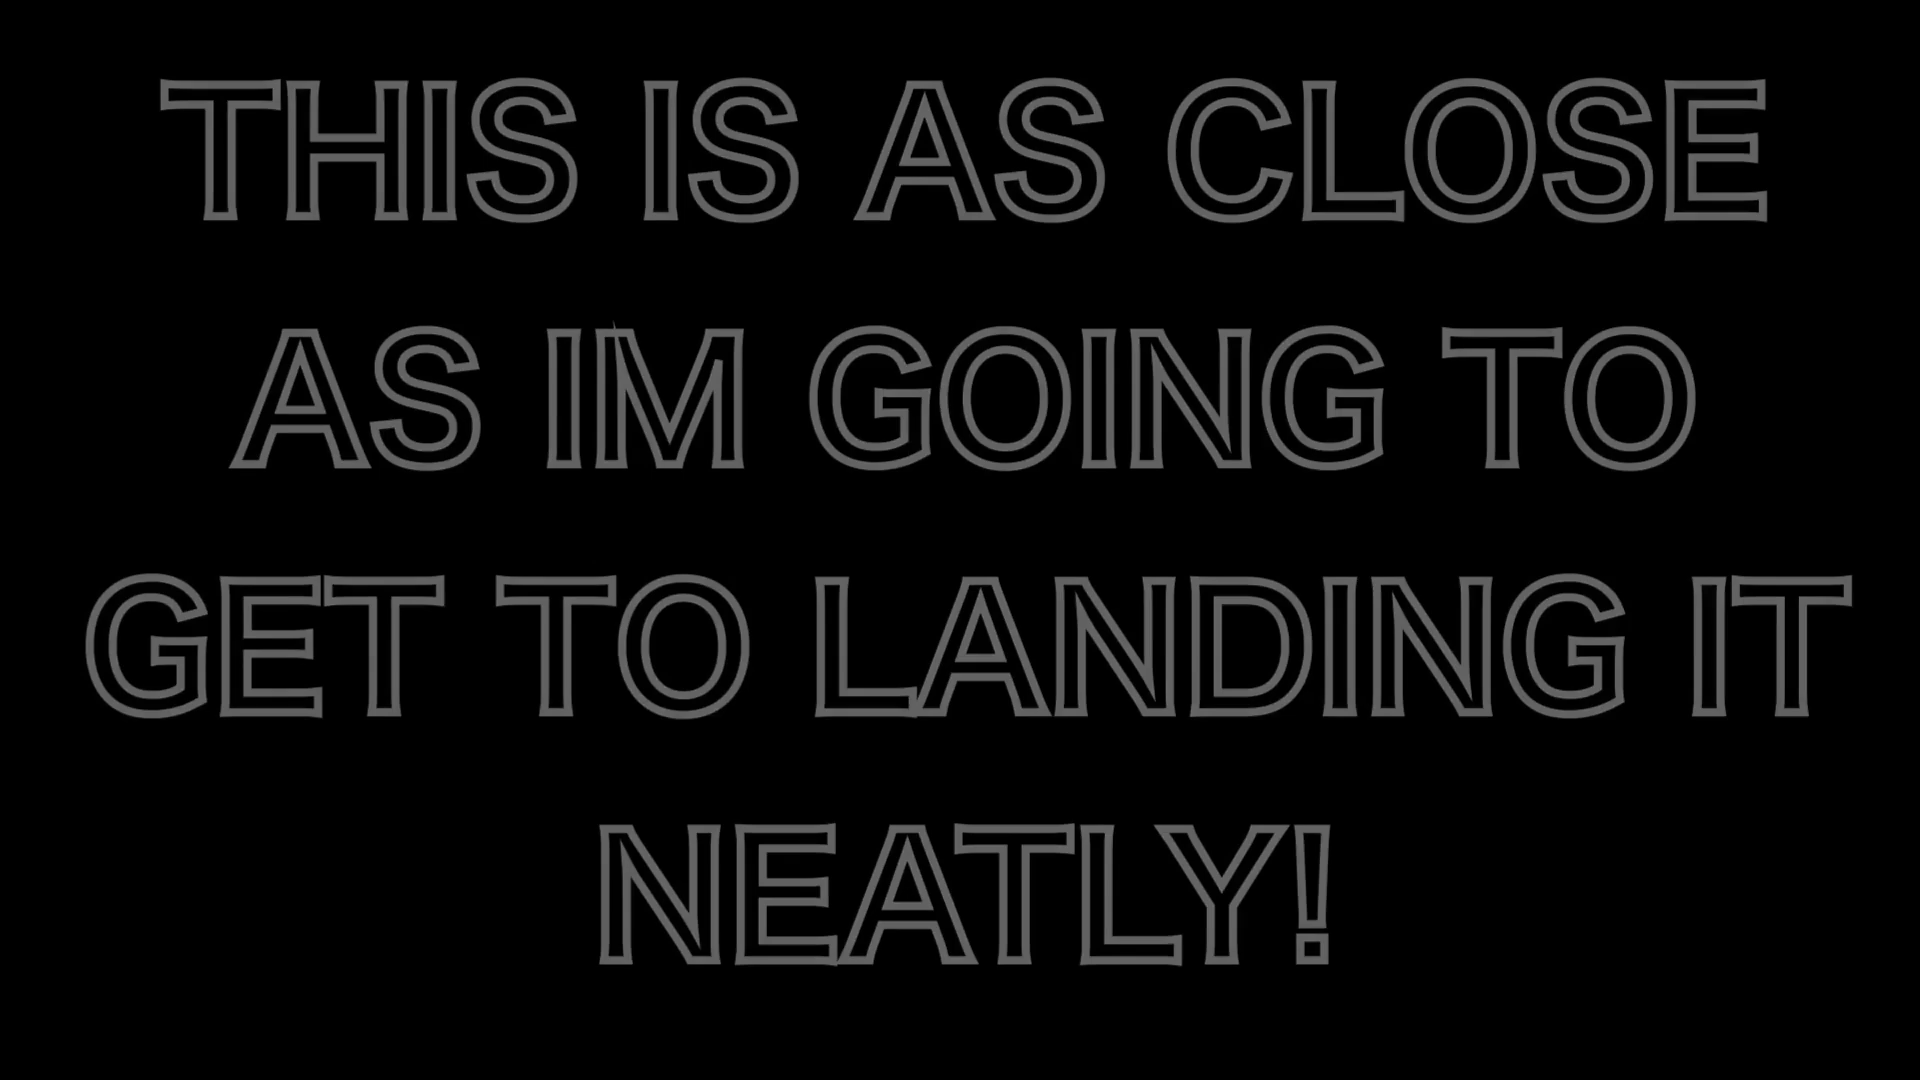 THIS IS AS CLOSE
AS IM GOING TO
GET TO LANDING IT
NEATLY!